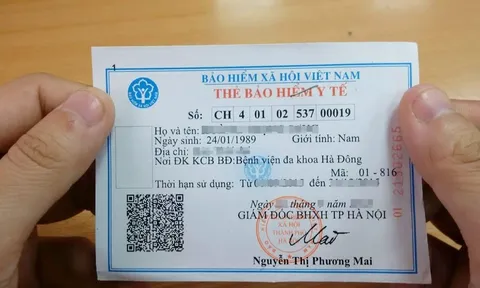 1
BẢO HIỂM XÃ HỘI VIỆT NAM
THẺ BẢO HIỂM Y TẾ
Số: CH 4 01 02 537 00019
Họ và tên:
Ngày sinh: 24/01/1989 Giới tính: Nam
Địa chỉ:
Nơi ĐK KCB BĐ: Bệnh viện đa khoa Hà Đông
Mã: 01 - 816
Thời hạn sử dụng: Từ đến
Ngày
GIÁM ĐỐC BHXH TP HÀ NỘI
Nguyễn Thị Phương Mai